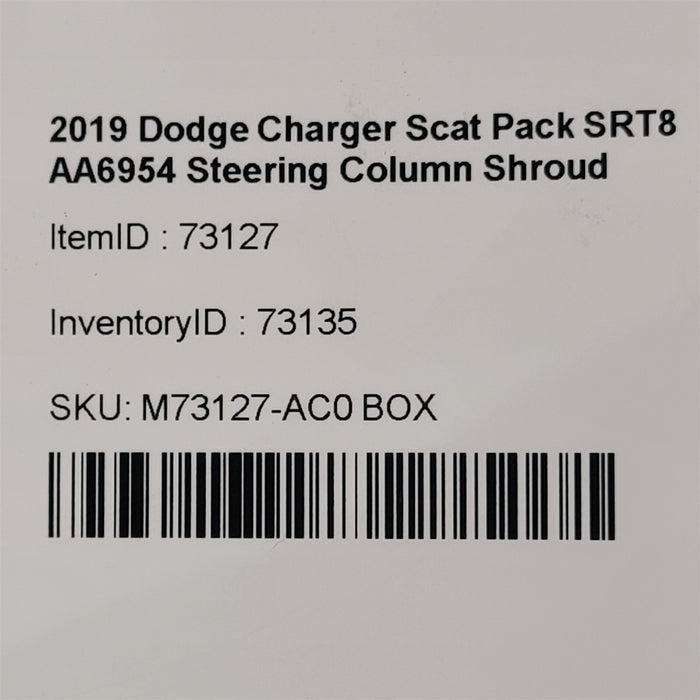 2019 Dodge Charger Scat Pack SRT8
AA6954 Steering Column Shroud
ItemID : 73127
InventoryID : 73135
SKU: M73127-AC0 BOX